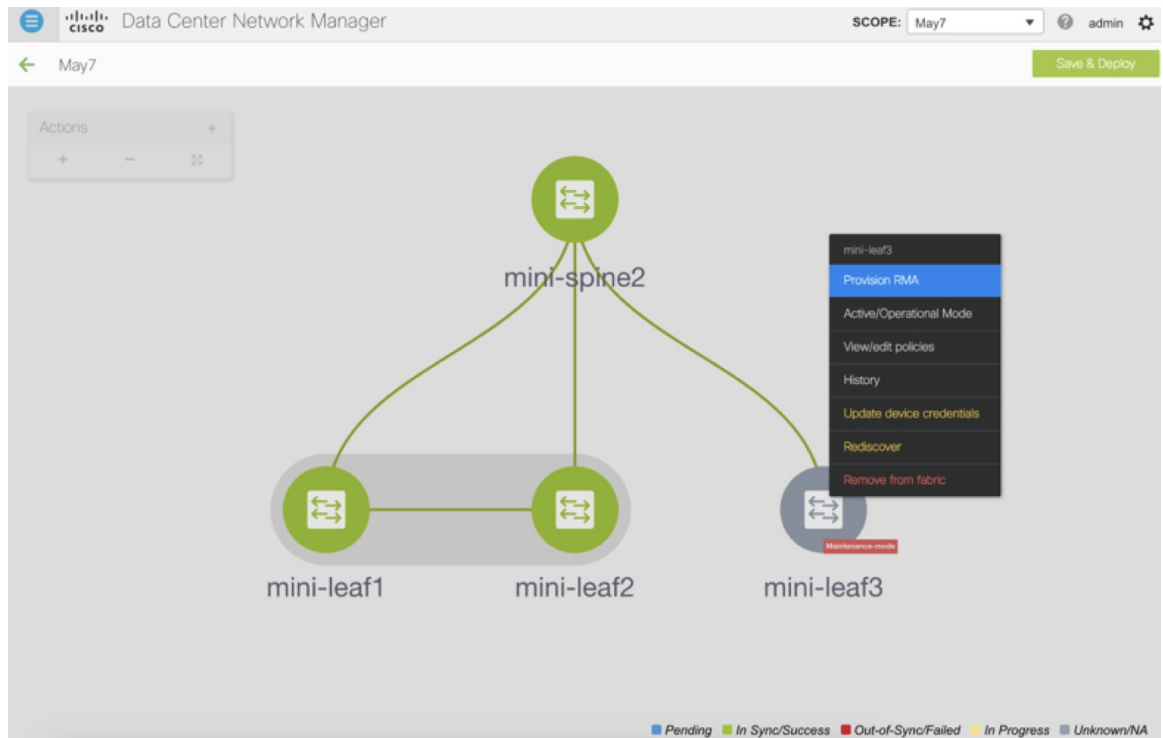 CISCO Data Center Network Manager
SCOPE: May7 admin
May7
Save & Deploy
Actions +
+ −
mini-spine2
mini-leaf3
Provision RMA
Active/Operational Mode
View/edit policies
History
Update device credentials
Rediscover
Remove from fabric
Maintenance-mode
mini-leaf1 mini-leaf2 mini-leaf3
Pending In Sync/Success Out-of-Sync/Failed In Progress Unknown/NA